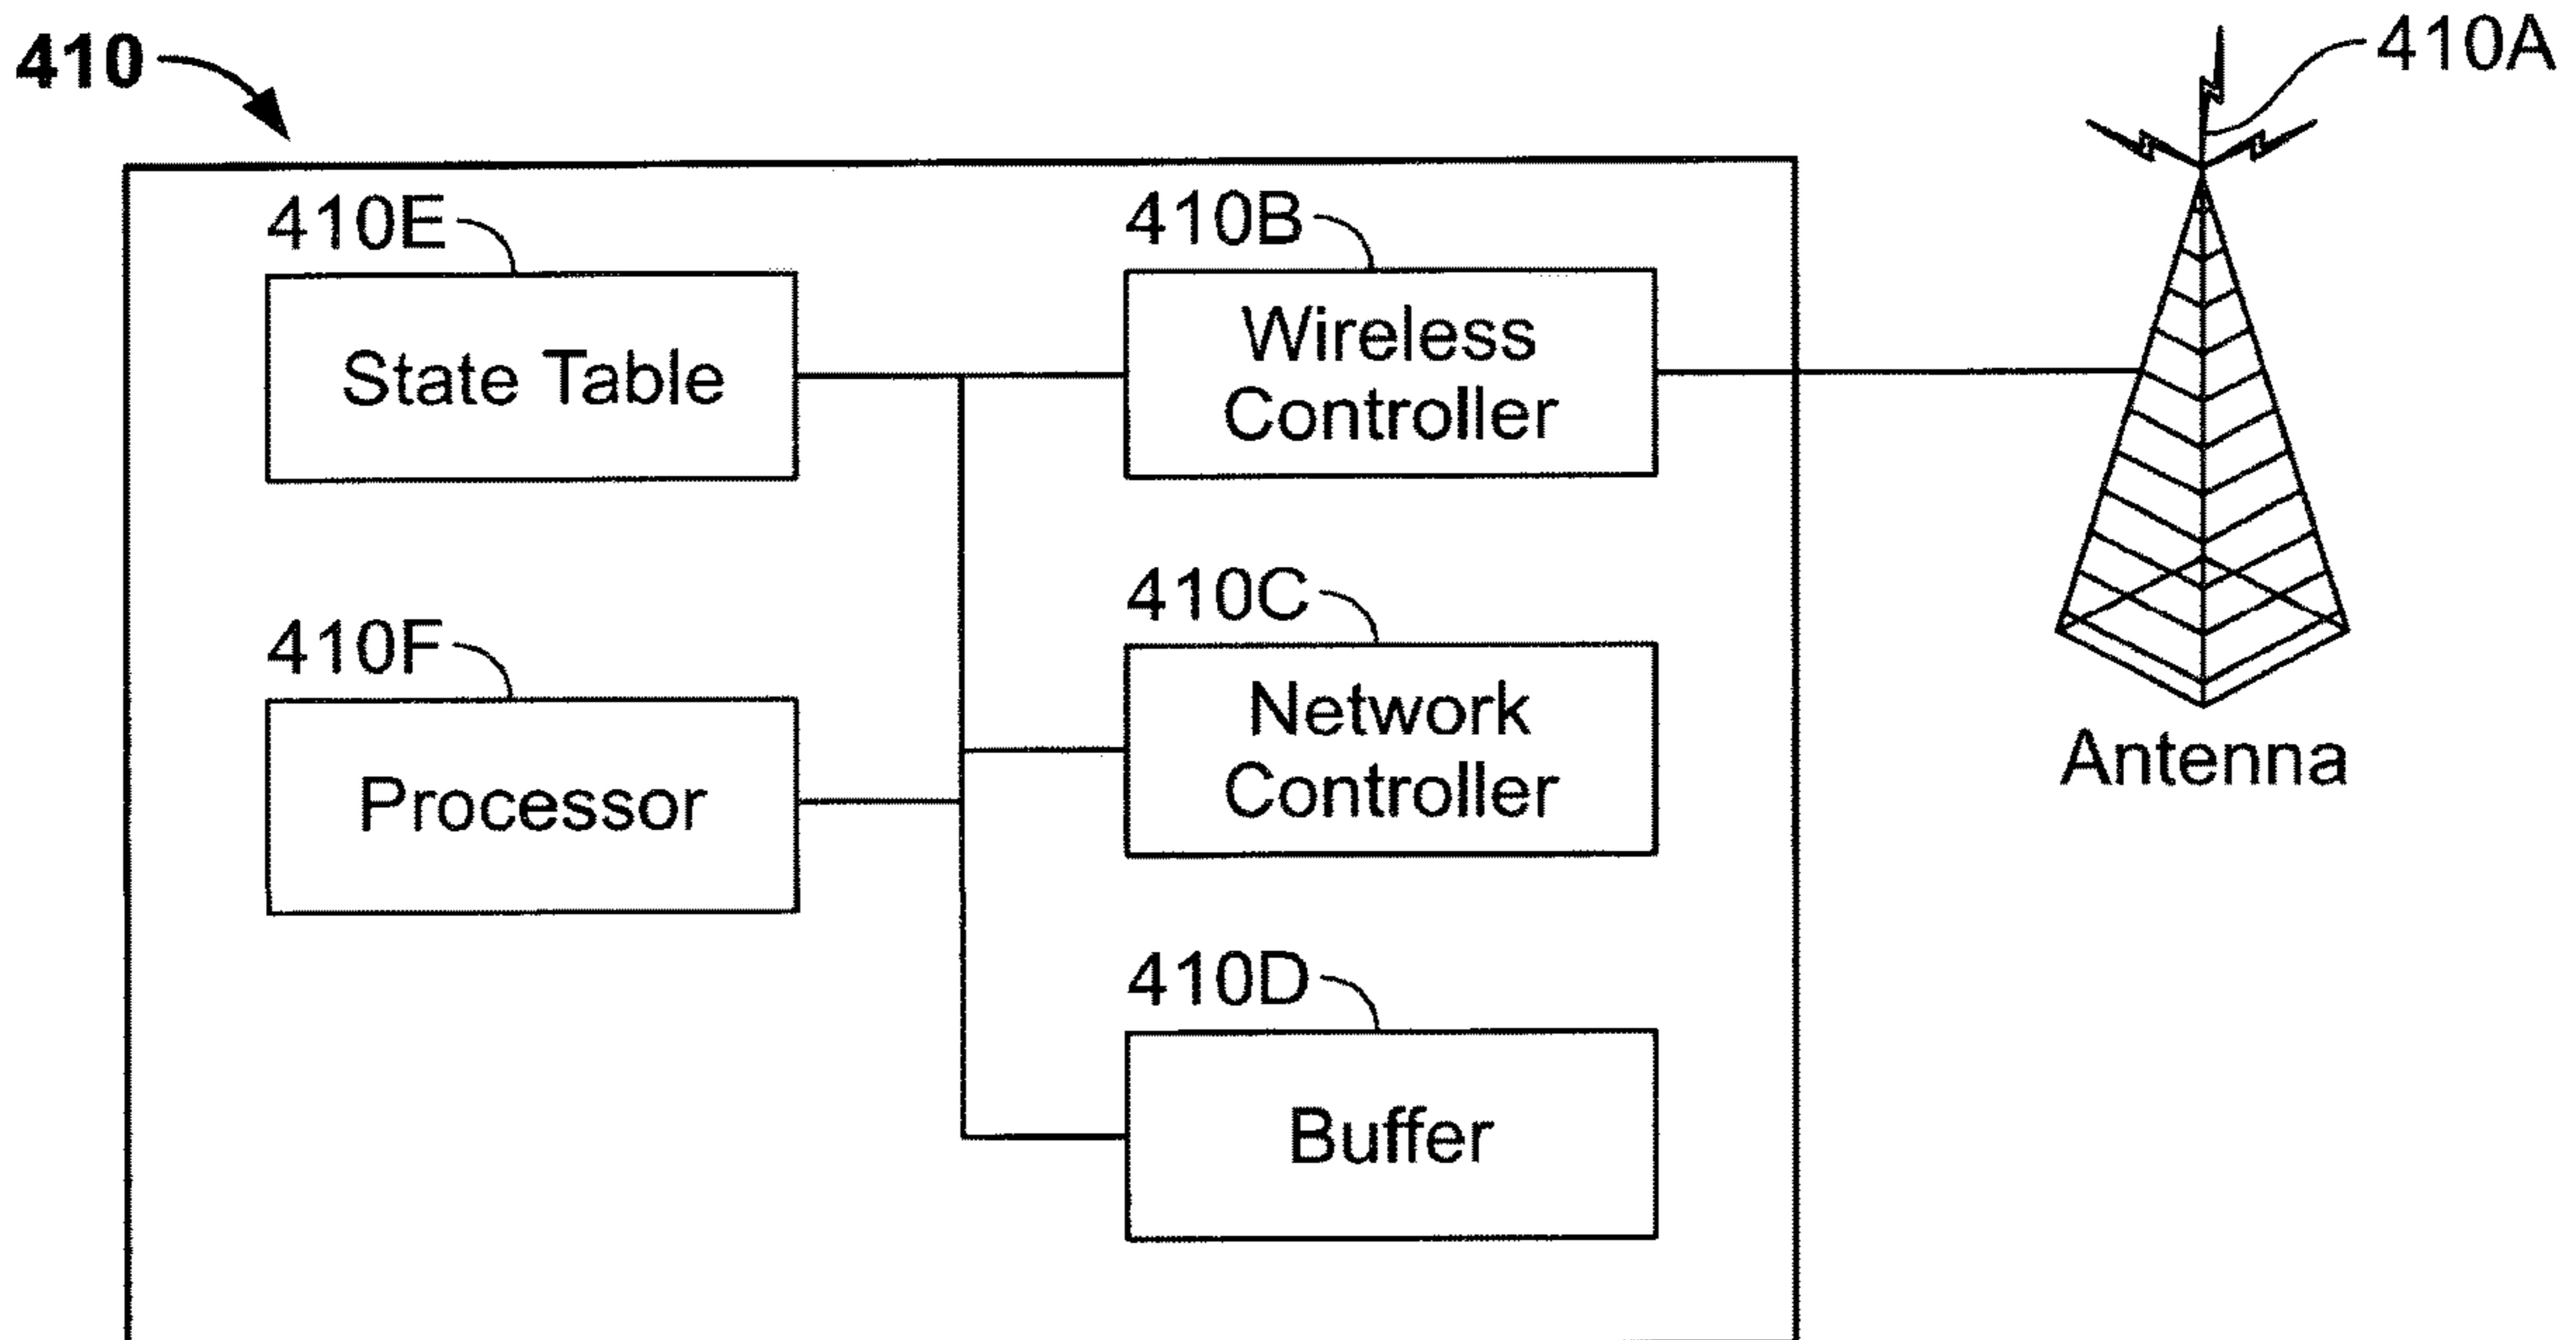 410
410A
410E
410B
State Table
Wireless
Controller
410F
410C
Processor
Network
Controller
Antenna
410D
Buffer